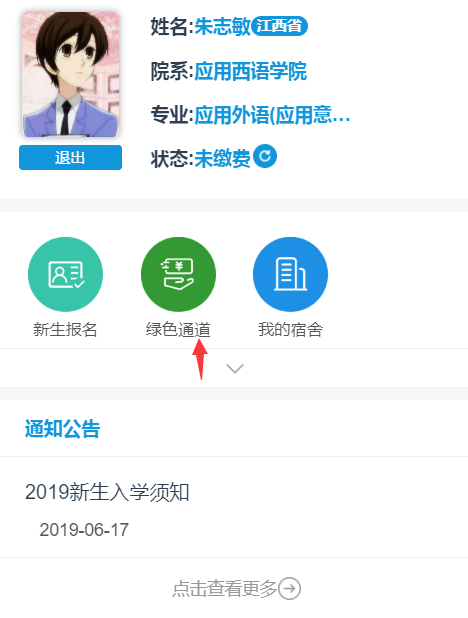 姓名:朱志敏 江西省
院系:应用西语学院
专业:应用外语(应用意...
状态:未缴费
退出
新生报名 绿色通道 我的宿舍
通知公告
2019新生入学须知
2019-06-17
点击查看更多